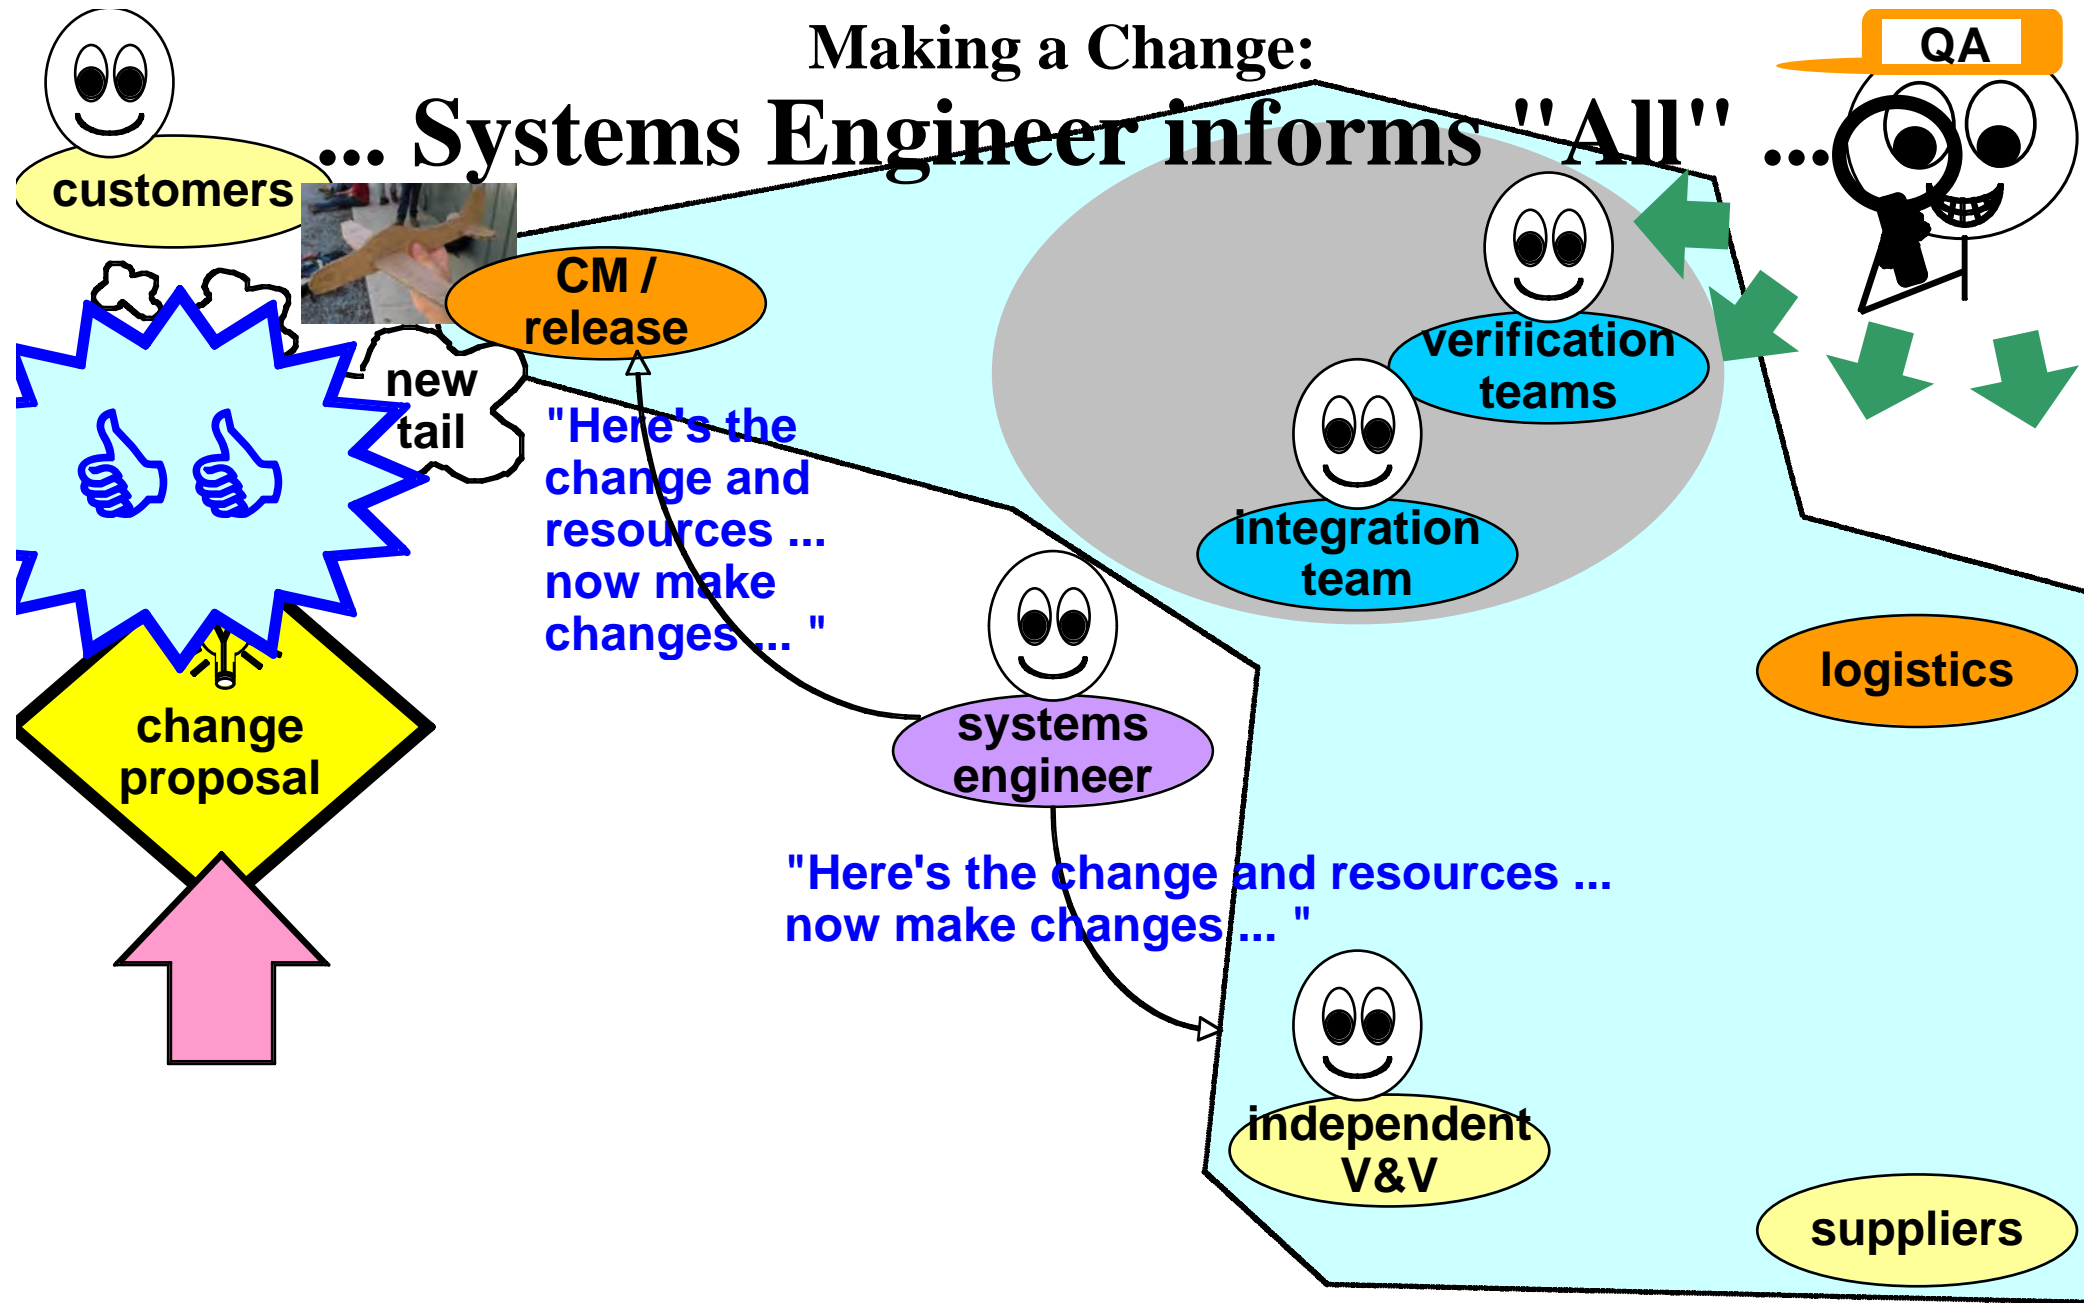 Making a Change:
... Systems Engineer informs "All" ...
QA
customers
CM /
release
new
tail
verification
teams
"Here's the
change and
resources ...
now make
changes ... "
integration
team
systems
engineer
logistics
change
proposal
"Here's the change and resources ...
now make changes ... "
independent
V&V
suppliers